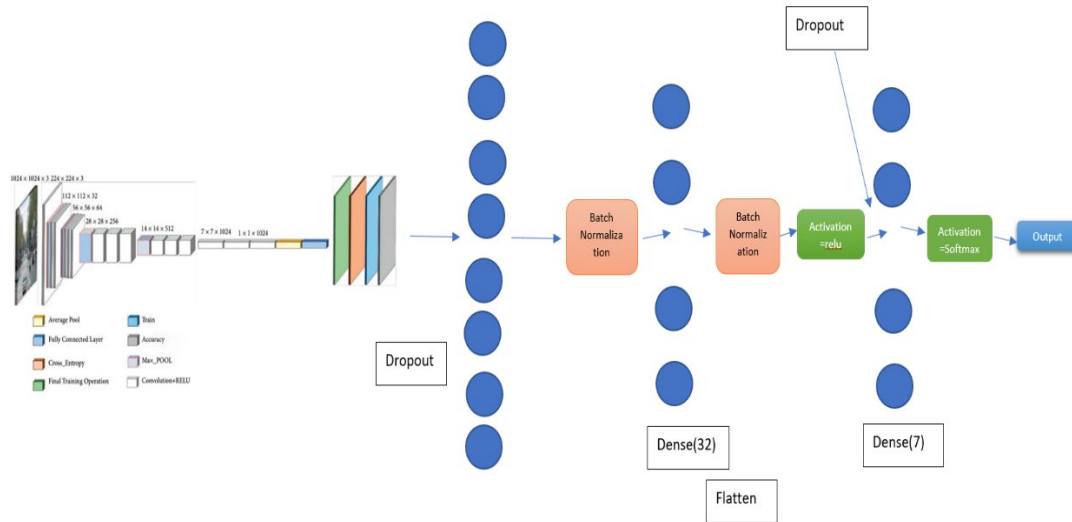 1024 × 1024 × 3 224 × 224 × 3
112 × 112 × 32
56 × 56 × 64
28 × 28 × 256
14 × 14 × 512
7 × 7 × 1024 1 × 1 × 1024
Average Pool
Fully Connected Layer
Cross_Entropy
Final Training Operation
Train
Accuracy
Max_POOL
Convolution+RELU
Dropout
Batch
Normaliza
tion
Dense(32)
Flatten
Batch
Normaliz
ation
Activation
=relu
Dropout
Dense(7)
Activation
=Softmax
Output